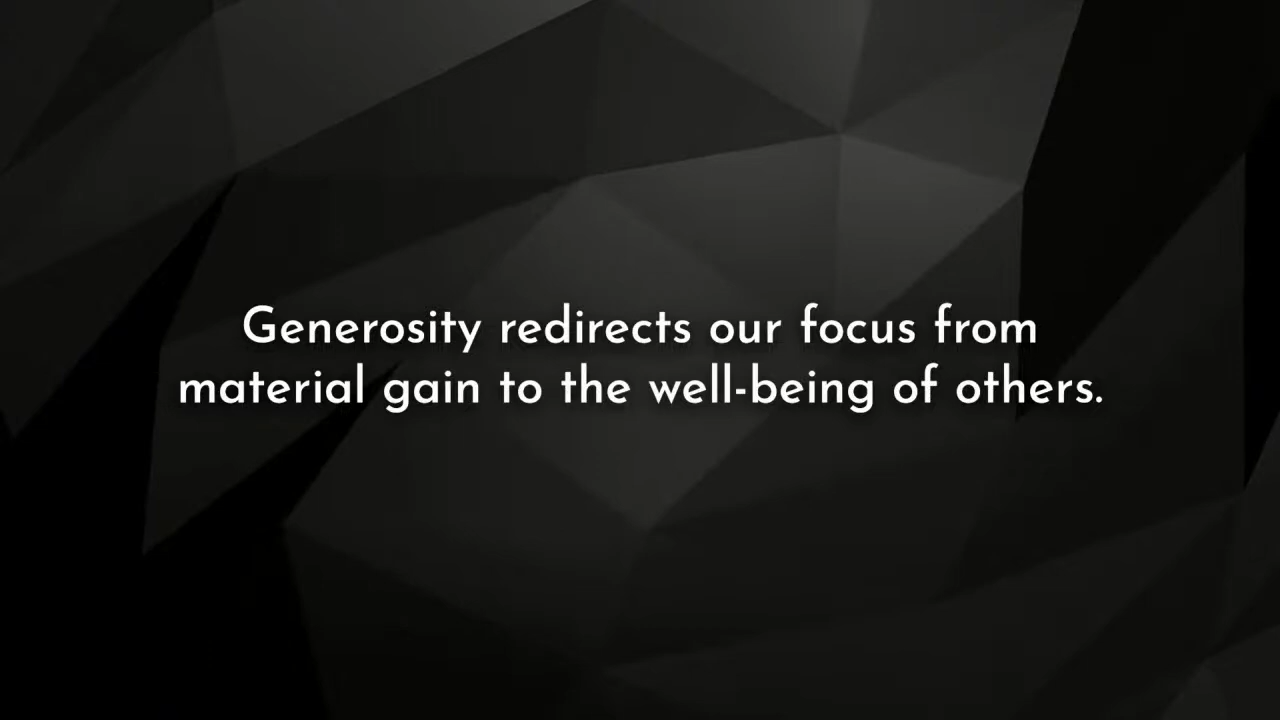 Generosity redirects our focus from
material gain to the well-being of others.